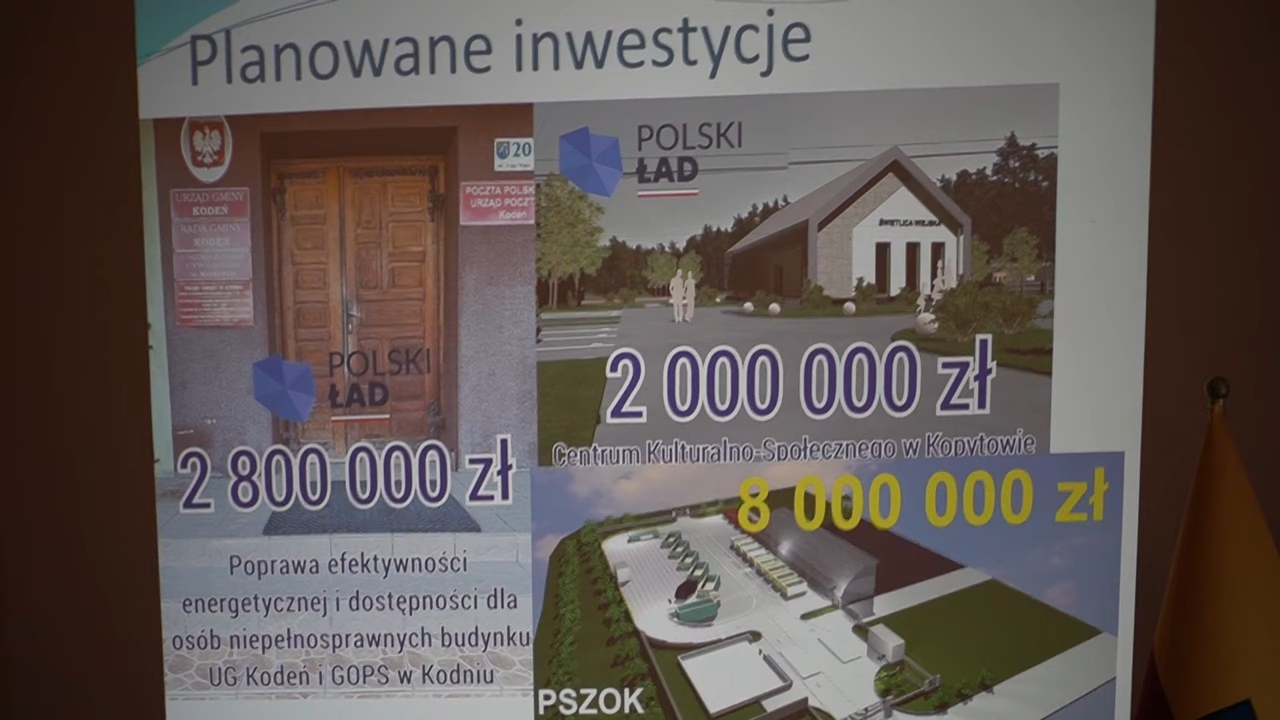 Planowane inwestycje
20
URZĄD GMINY
KODEŃ
RADA GMINY
KODEŃ
POCZTA POLSK
URZĄD POCZT
Kodeń
POLSKI
ŁAD
2 800 000 zł
Poprawa efektywności
energetycznej i dostępności dla
osób niepełnosprawnych budynku
UG Kodeń i GOPS w Kodniu
POLSKI
ŁAD
ŚWIETLICA WIEJSKA
2 000 000 zł
Centrum Kulturalno-Społecznego w Kopytowie
8 000 000 zł
PSZOK